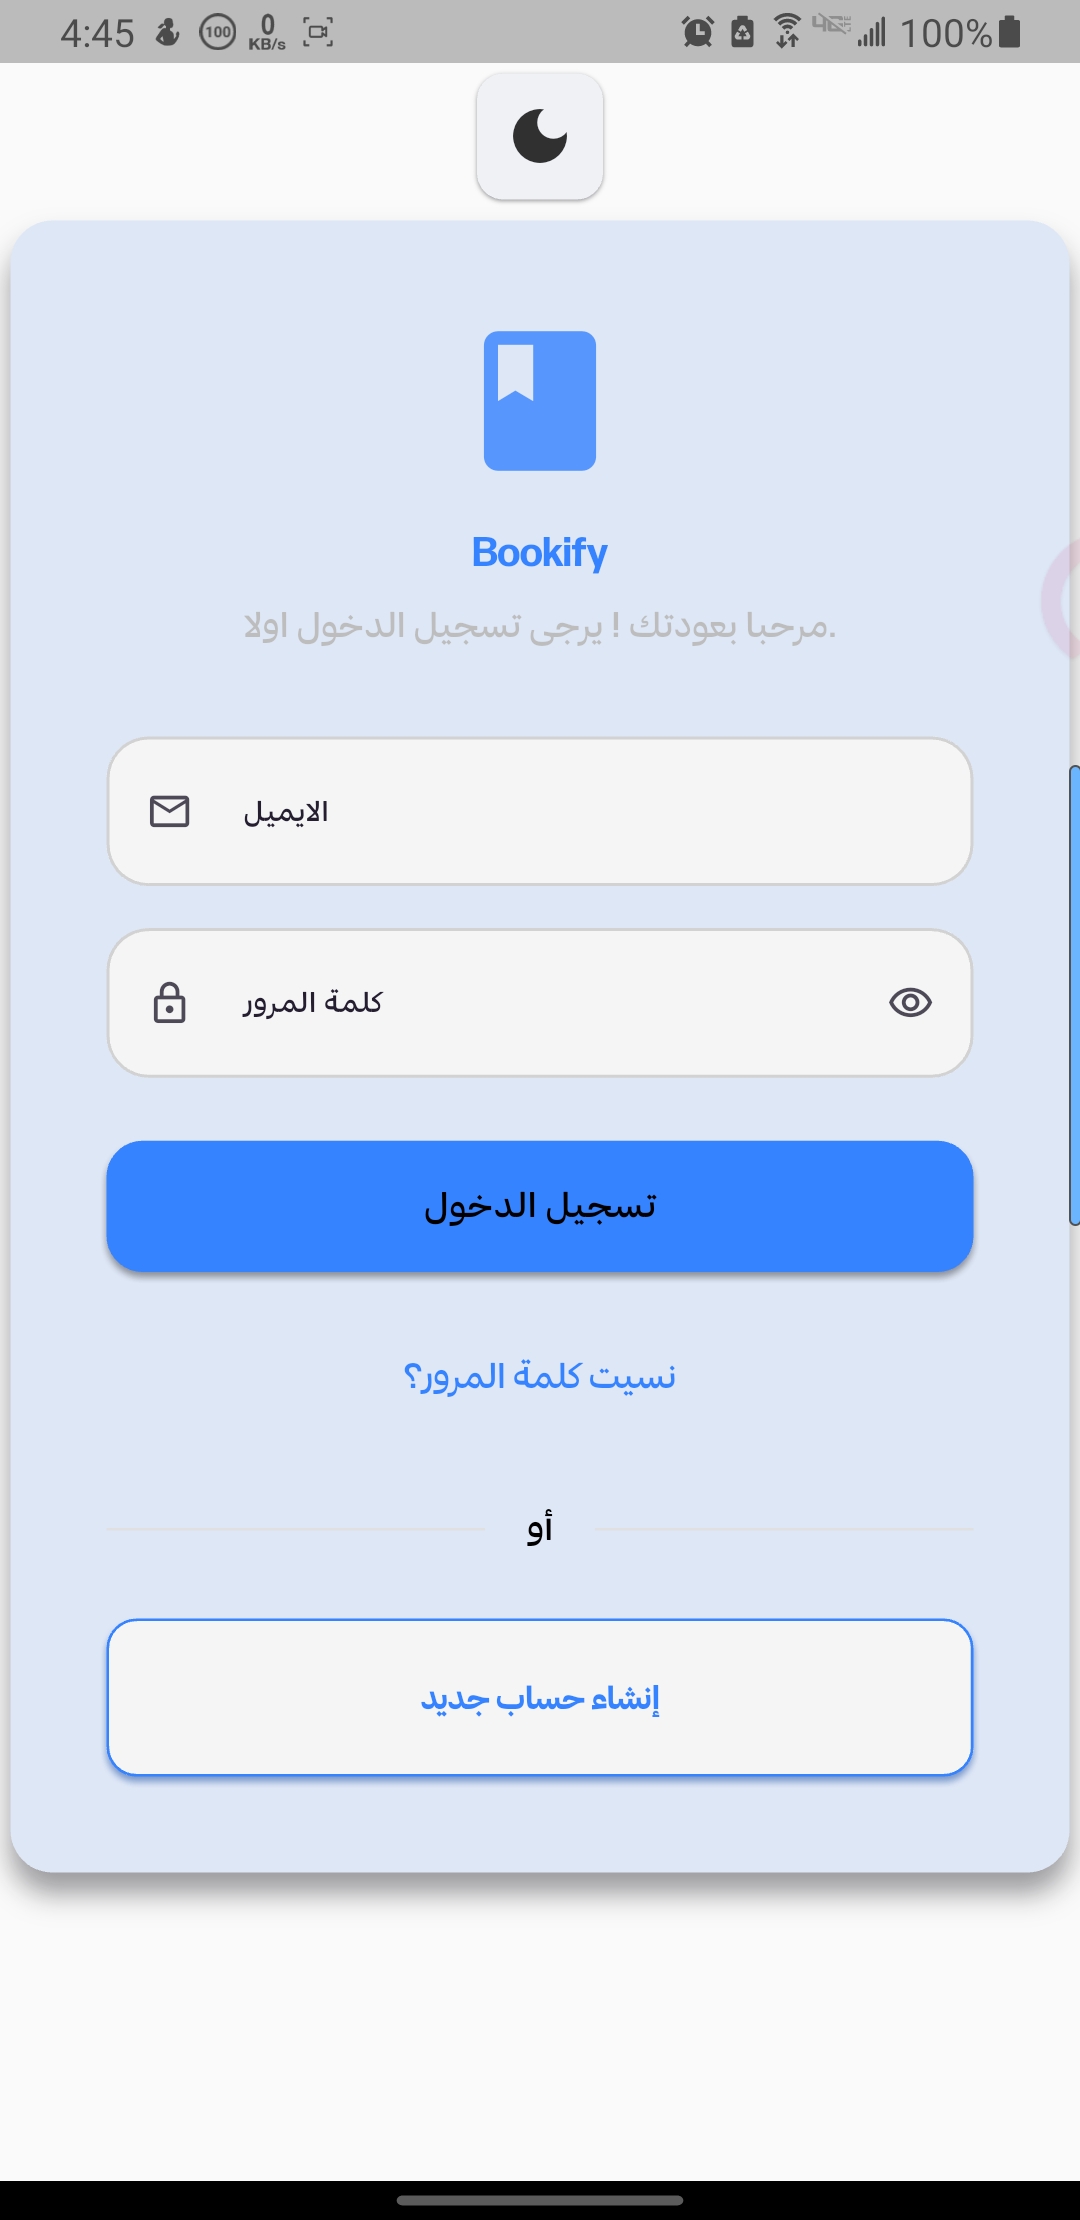 4:45
100
0
KB/s
100%
Bookify
مرحبا بعودتك ! يرجى تسجيل الدخول اولا.
الايميل
كلمة المرور
تسجيل الدخول
نسيت كلمة المرور؟
أو
إنشاء حساب جديد